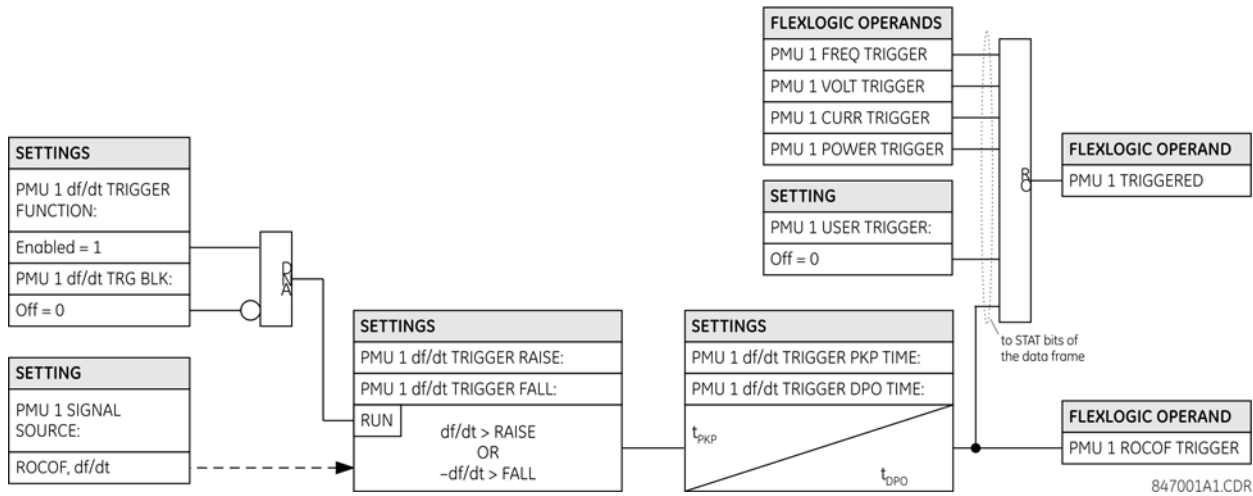 FLEXLOGIC OPERANDS
PMU 1 FREQ TRIGGER
PMU 1 VOLT TRIGGER
PMU 1 CURR TRIGGER
PMU 1 POWER TRIGGER
SETTING
PMU 1 USER TRIGGER:
Off = 0
OR
to STAT bits of
the data frame
FLEXLOGIC OPERAND
PMU 1 TRIGGERED
SETTINGS
PMU 1 df/dt TRIGGER
FUNCTION:
Enabled = 1
PMU 1 df/dt TRG BLK:
Off = 0
AND
SETTING
PMU 1 SIGNAL
SOURCE:
ROCOF, df/dt
SETTINGS
PMU 1 df/dt TRIGGER RAISE:
PMU 1 df/dt TRIGGER FALL:
RUN
df/dt > RAISE
OR
–df/dt > FALL
SETTINGS
PMU 1 df/dt TRIGGER PKP TIME:
PMU 1 df/dt TRIGGER DPO TIME:
tPKP
tDPO
FLEXLOGIC OPERAND
PMU 1 ROCOF TRIGGER
847001A1.CDR